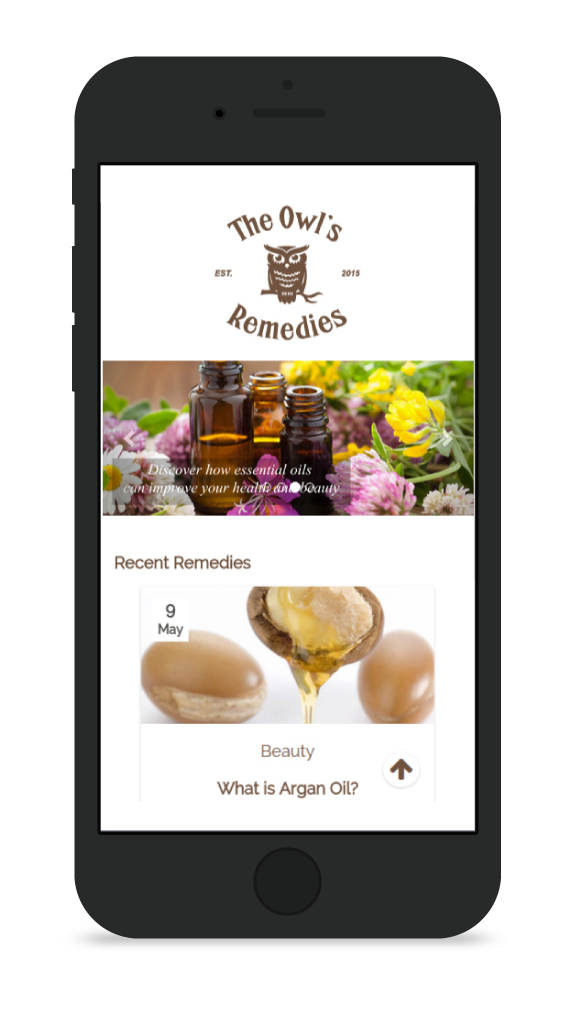 The Owl's
EST.
2015
Remedies
Discover how essential oils
can improve your health and beauty
Recent Remedies
9
May
Beauty
What is Argan Oil?